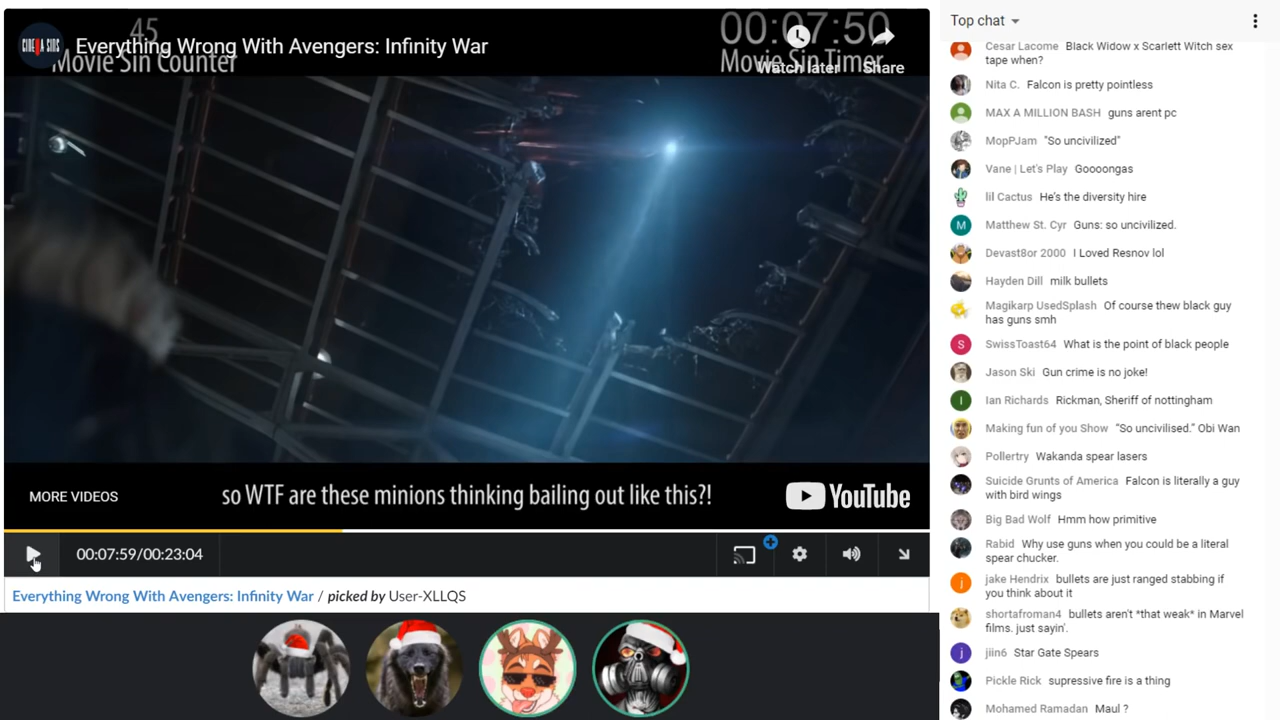 45
00:07:50
CINEMA SINS
Everything Wrong With Avengers: Infinity War
Movie Sin Counter
Movie Sin Timer
Watch later
Share
MORE VIDEOS
so WTF are these minions thinking bailing out like this?!
YouTube
00:07:59/00:23:04
Everything Wrong With Avengers: Infinity War / picked by User-XLLQS
Top chat
Cesar Lacome Black Widow x Scarlett Witch sex
tape when?
Nita C. Falcon is pretty pointless
MAX A MILLION BASH guns arent pc
MopPJam "So uncivilized"
Vane | Let's Play Goooongas
lil Cactus He's the diversity hire
M
Matthew St. Cyr Guns: so uncivilized.
Devast8or 2000 I Loved Resnov lol
Hayden Dill milk bullets
Magikarp UsedSplash Of course thew black guy
has guns smh
S
SwissToast64 What is the point of black people
Jason Ski Gun crime is no joke!
I
Ian Richards Rickman, Sheriff of nottingham
Making fun of you Show “So uncivilised.” Obi Wan
Pollertry Wakanda spear lasers
Suicide Grunts of America Falcon is literally a guy
with bird wings
Big Bad Wolf Hmm how primitive
Rabid Why use guns when you could be a literal
spear chucker.
j
jake Hendrix bullets are just ranged stabbing if
you think about it
shortafroman4 bullets aren't *that weak* in Marvel
films. just sayin'.
j
jiin6 Star Gate Spears
Pickle Rick supressive fire is a thing
Mohamed Ramadan Maul ?